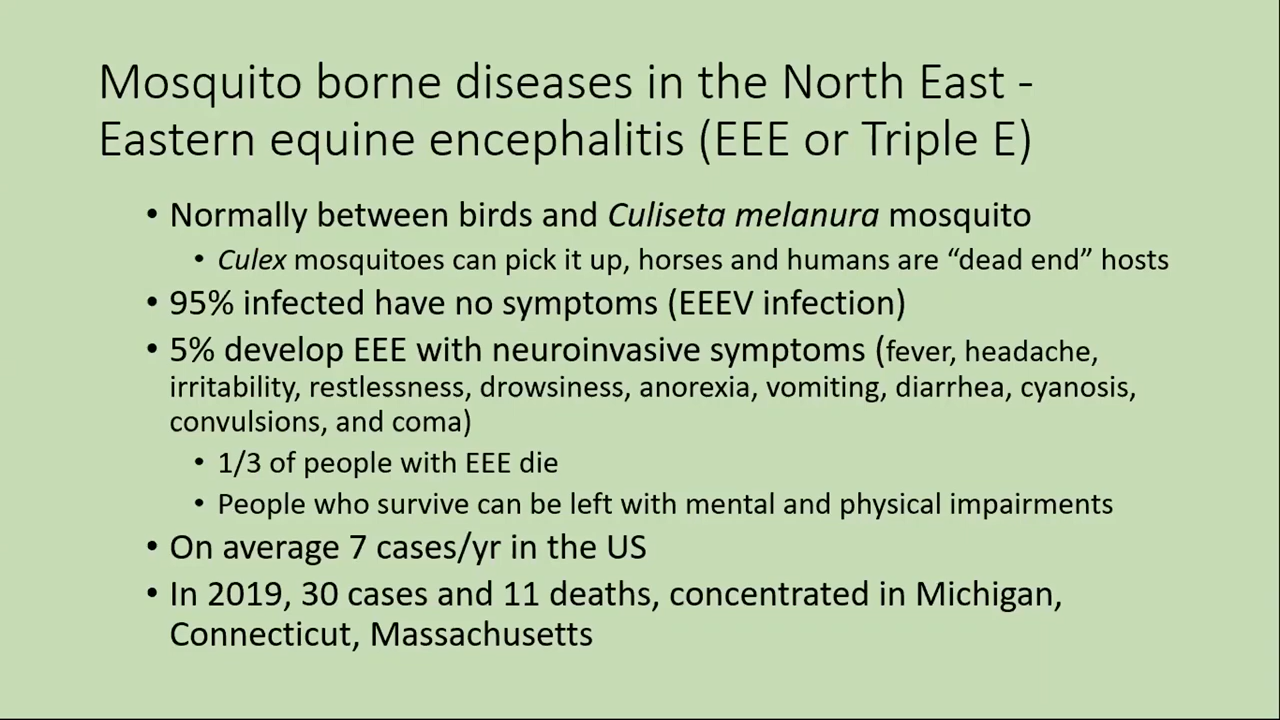 Mosquito borne diseases in the North East -
Eastern equine encephalitis (EEE or Triple E)
• Normally between birds and Culiseta melanura mosquito
• Culex mosquitoes can pick it up, horses and humans are “dead end” hosts
• 95% infected have no symptoms (EEEV infection)
• 5% develop EEE with neuroinvasive symptoms (fever, headache,
irritability, restlessness, drowsiness, anorexia, vomiting, diarrhea, cyanosis,
convulsions, and coma)
• 1/3 of people with EEE die
• People who survive can be left with mental and physical impairments
• On average 7 cases/yr in the US
• In 2019, 30 cases and 11 deaths, concentrated in Michigan,
Connecticut, Massachusetts